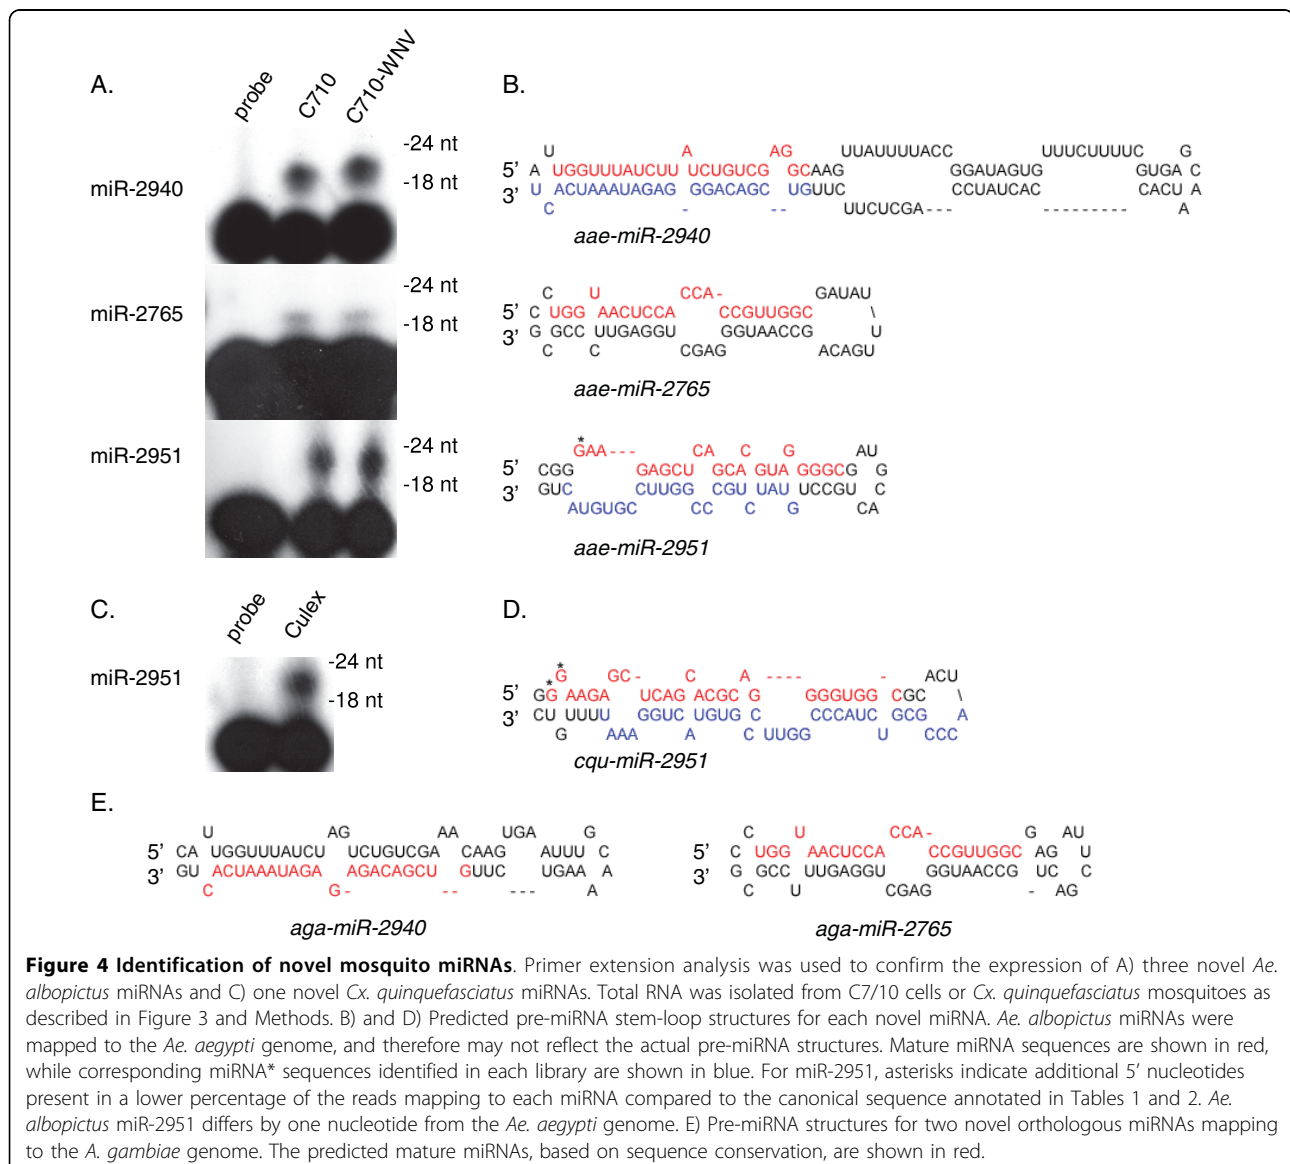 A.
probe
C710
C710-WNV
miR-2940
-24 nt
-18 nt
miR-2765
-24 nt
-18 nt
miR-2951
-24 nt
-18 nt
B.
U A AG UUAUUUUACC UUUCUUUUC G
5’ A UGGUUUAUCUU UCUGUCG GCAAG GGAUAGUG GUGA C
3’ U ACUAAAUAGAG GGACAGC UGUUC CCUAUCAC CACU A
C - -- UUCUCGA--- --------- A
aae-miR-2940
C U CCA- GAUAU
5’ C UGG AACUCCA CCGUUGGC \
3’ G GCC UUGAGGU GGUAACCG U
C C CGAG ACAGU
aae-miR-2765
*
GAA--- CA C G AU
5’ CGG GAGCU GCA GUA GGGCG G
3’ GUC CUUGG CGU UAU UCCGU C
AUGUGC CC C G CA
aae-miR-2951
C.
probe
Culex
miR-2951
-24 nt
-18 nt
D.
*
* G GC- C A ---- - ACU
5’ GG AAGA UCAG ACGC G GGGUGG CGC \
3’ CU UUUU GGUC UGUG C CCCAUC GCG A
G AAA A C UUGG U CCC
cqu-miR-2951
E.
U AG AA UGA G
5’ CA UGGUUUAUCU UCUGUCGA CAAG AUUU C
3’ GU ACUAAAUAGA AGACAGCU GUUC UGAA A
C G- -- --- A
aga-miR-2940
C U CCA- G AU
5’ C UGG AACUCCA CCGUUGGC AG U
3’ G GCC UUGAGGU GGUAACCG UC C
C U CGAG - AG
aga-miR-2765
Figure 4 Identification of novel mosquito miRNAs. Primer extension analysis was used to confirm the expression of A) three novel Ae.
albopictus miRNAs and C) one novel Cx. quinquefasciatus miRNAs. Total RNA was isolated from C7/10 cells or Cx. quinquefasciatus mosquitoes as
described in Figure 3 and Methods. B) and D) Predicted pre-miRNA stem-loop structures for each novel miRNA. Ae. albopictus miRNAs were
mapped to the Ae. aegypti genome, and therefore may not reflect the actual pre-miRNA structures. Mature miRNA sequences are shown in red,
while corresponding miRNA* sequences identified in each library are shown in blue. For miR-2951, asterisks indicate additional 5’ nucleotides
present in a lower percentage of the reads mapping to each miRNA compared to the canonical sequence annotated in Tables 1 and 2. Ae.
albopictus miR-2951 differs by one nucleotide from the Ae. aegypti genome. E) Pre-miRNA structures for two novel orthologous miRNAs mapping
to the A. gambiae genome. The predicted mature miRNAs, based on sequence conservation, are shown in red.